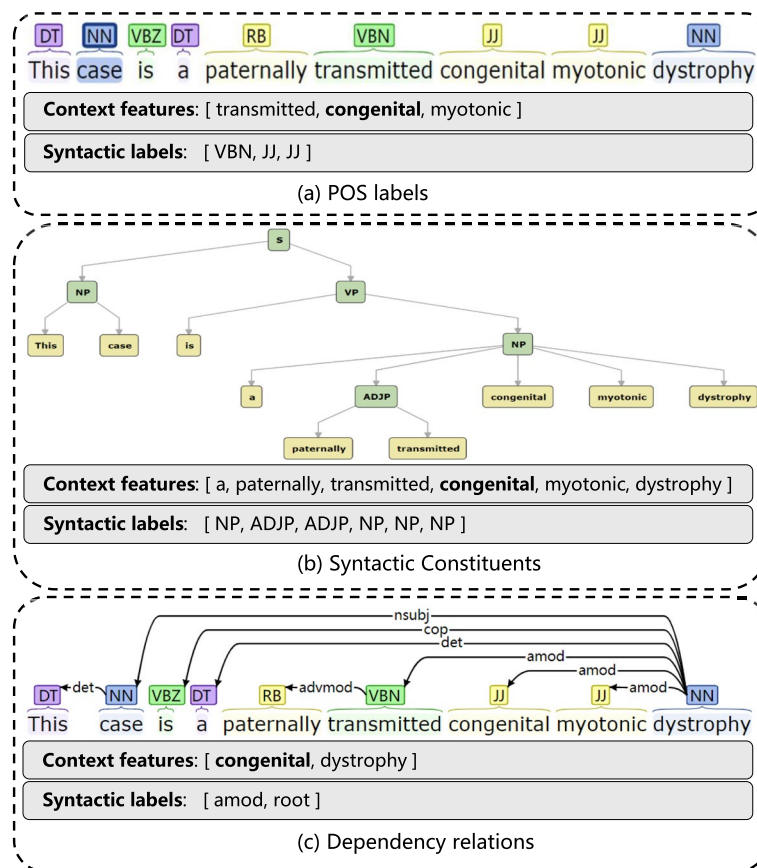 DT NN VBZ DT RB VBN JJ JJ NN
This case is a paternally transmitted congenital myotonic dystrophy
Context features: [ transmitted, congenital, myotonic ]
Syntactic labels: [ VBN, JJ, JJ ]
(a) POS labels
S
NP VP
This case is NP
a ADJP congenital myotonic dystrophy
paternally transmitted
Context features: [ a, paternally, transmitted, congenital, myotonic, dystrophy ]
Syntactic labels: [ NP, ADJP, ADJP, NP, NP, NP ]
(b) Syntactic Constituents
nsubj
cop
det
amod
amod
DT det NN VBZ DT RB advmod VBN JJ JJ amod NN
This case is a paternally transmitted congenital myotonic dystrophy
Context features: [ congenital, dystrophy ]
Syntactic labels: [ amod, root ]
(c) Dependency relations